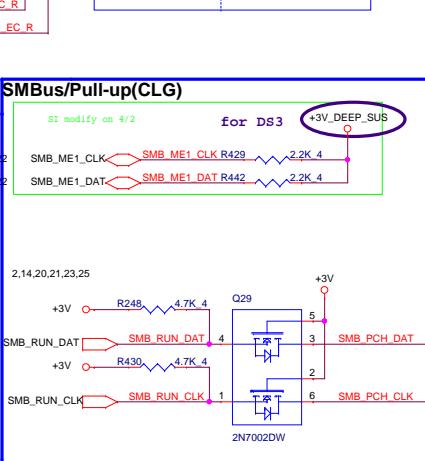 C_R
_EC_R
SMBus/Pull-up(CLG)
SI modify on 4/2
for DS3
+3V_DEEP_SUS
SMB_ME1_CLK SMB_ME1_CLK R429 2.2K_4
SMB_ME1_DAT SMB_ME1_DAT R442 2.2K_4
2,14,20,21,23,25
+3V
+3V R248 4.7K_4 Q29
5
SMB_RUN_DAT SMB_RUN_DAT 4 3 SMB_PCH_DAT
+3V R430 4.7K_4
2
SMB_RUN_CLK SMB_RUN_CLK 1 6 SMB_PCH_CLK
2N7002DW